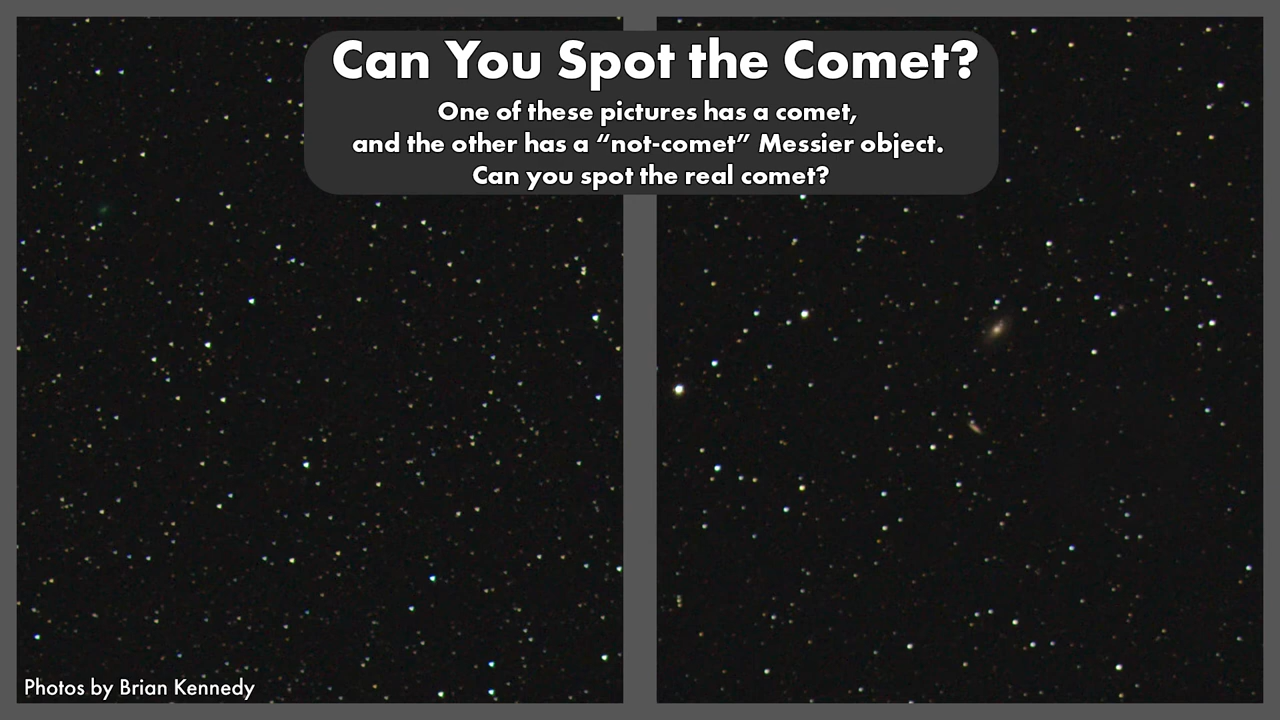 Can You Spot the Comet?
One of these pictures has a comet,
and the other has a “not-comet” Messier object.
Can you spot the real comet?
Photos by Brian Kennedy